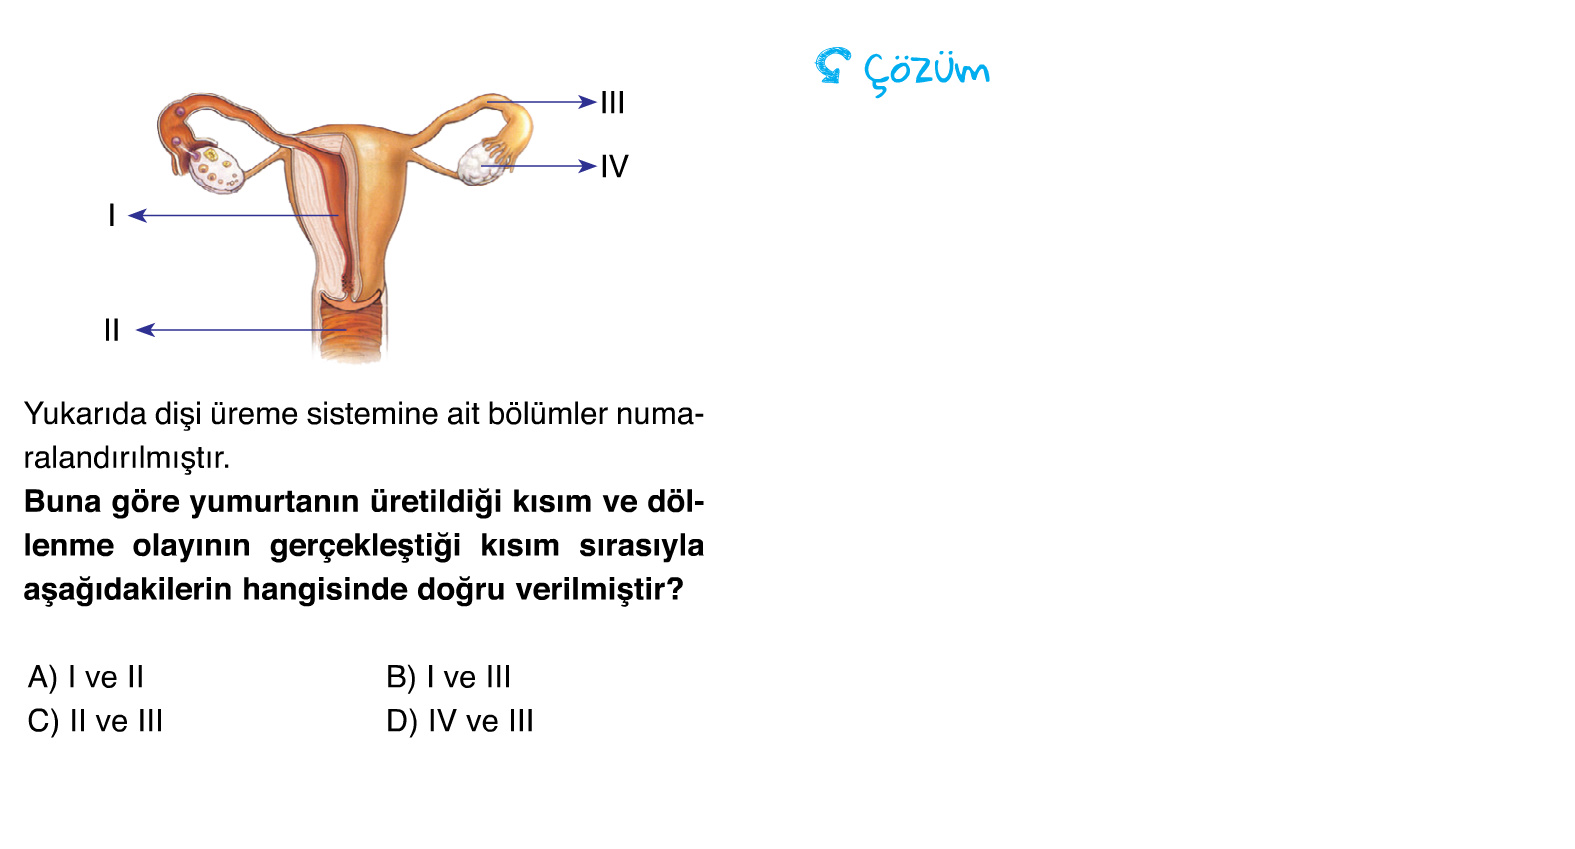 Çözüm
III
IV
I
II
Yukarıda dişi üreme sistemine ait bölümler numa-
ralandırılmıştır.
Buna göre yumurtanın üretildiği kısım ve döl-
lenme olayının gerçekleştiği kısım sırasıyla
aşağıdakilerin hangisinde doğru verilmiştir?
A) I ve II
B) I ve III
C) II ve III
D) IV ve III